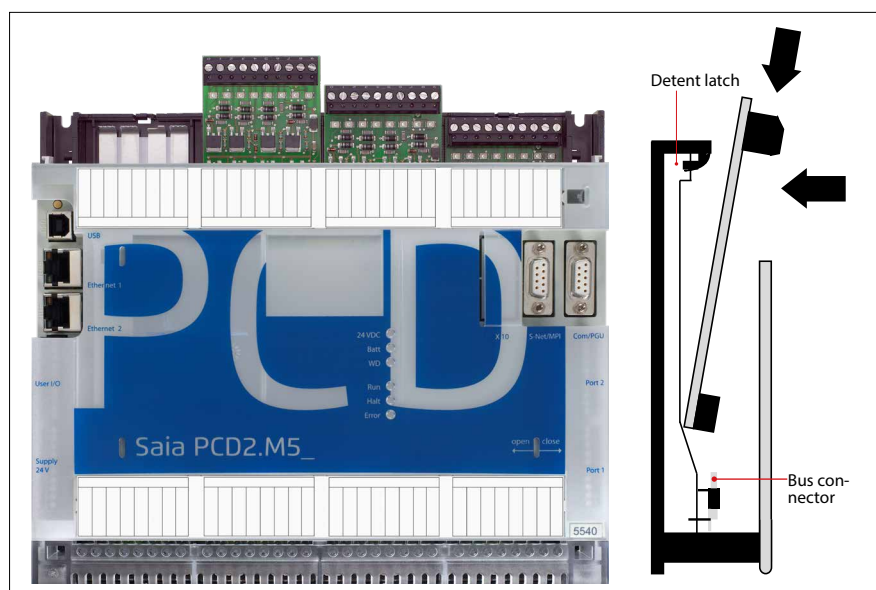 Detent latch
USB
Ethernet 1
Ethernet 2
PCD
24 VDC
Batt
WD
Run
Halt
Error
X10 S-Net/MPI Com/PGU
User I/O
Port 2
Saia PCD2.M5_
open close
Supply
24 V
Port 1
Bus con-
nector
5540